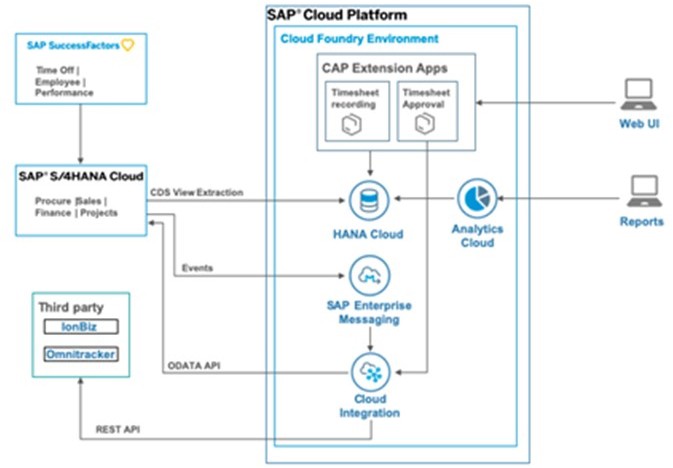 SAP® Cloud Platform
Cloud Foundry Environment
SAP SuccessFactors
Time Off |
Employee |
Performance
CAP Extension Apps
Timesheet
recording
Timesheet
Approval
Web UI
SAP® S/4HANA Cloud
Procure |Sales |
Finance | Projects
CDS View Extraction
HANA Cloud
Analytics
Cloud
Reports
Events
SAP Enterprise
Messaging
Third party
IonBiz
Omnitracker
ODATA API
Cloud
Integration
REST API